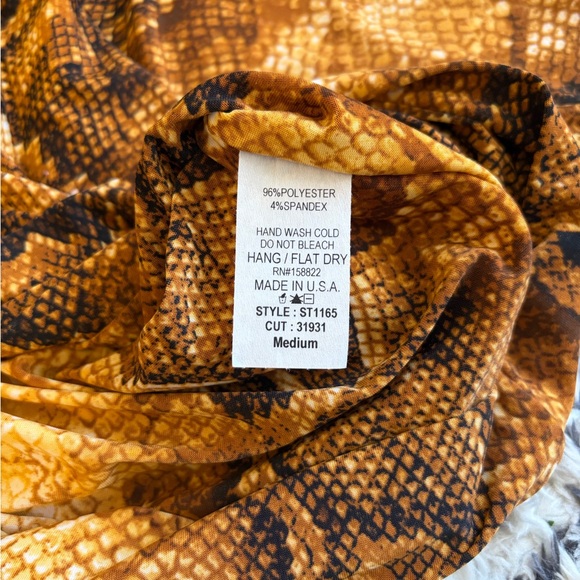 96%POLYESTER
4%SPANDEX
HAND WASH COLD
DO NOT BLEACH
HANG / FLAT DRY
RN#158822
MADE IN U.S.A.
STYLE : ST1165
CUT : 31931
Medium